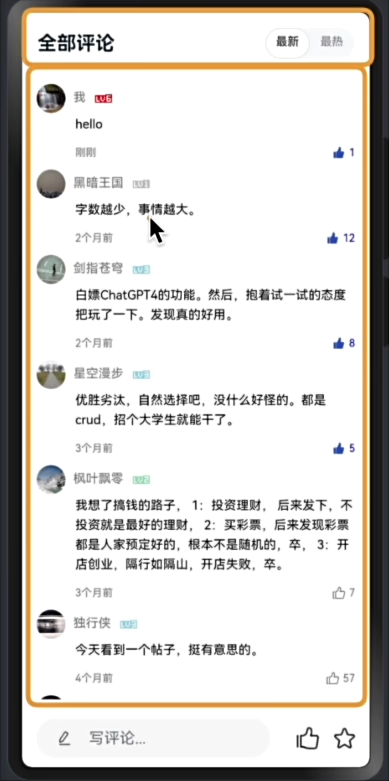 全部评论
最新 最热
我 LV6
hello
刚刚 1
黑暗王国
字数越少，事情越大。
2个月前 12
剑指苍穹
白嫖ChatGPT4的功能。然后，抱着试一试的态度
把玩了一下。发现真的好用。
2个月前 8
星空漫步
优胜劣汰，自然选择吧，没什么好怪的。都是
crud，招个大学生就能干了。
3个月前 5
枫叶飘零
我想了搞钱的路子， 1：投资理财， 后来发下，不
投资就是最好的理财， 2：买彩票，后来发现彩票
都是人家预定好的，根本不是随机的，卒， 3：开
店创业，隔行如隔山，开店失败，卒。
3个月前 7
独行侠
今天看到一个帖子，挺有意思的。
4个月前 57
写评论...